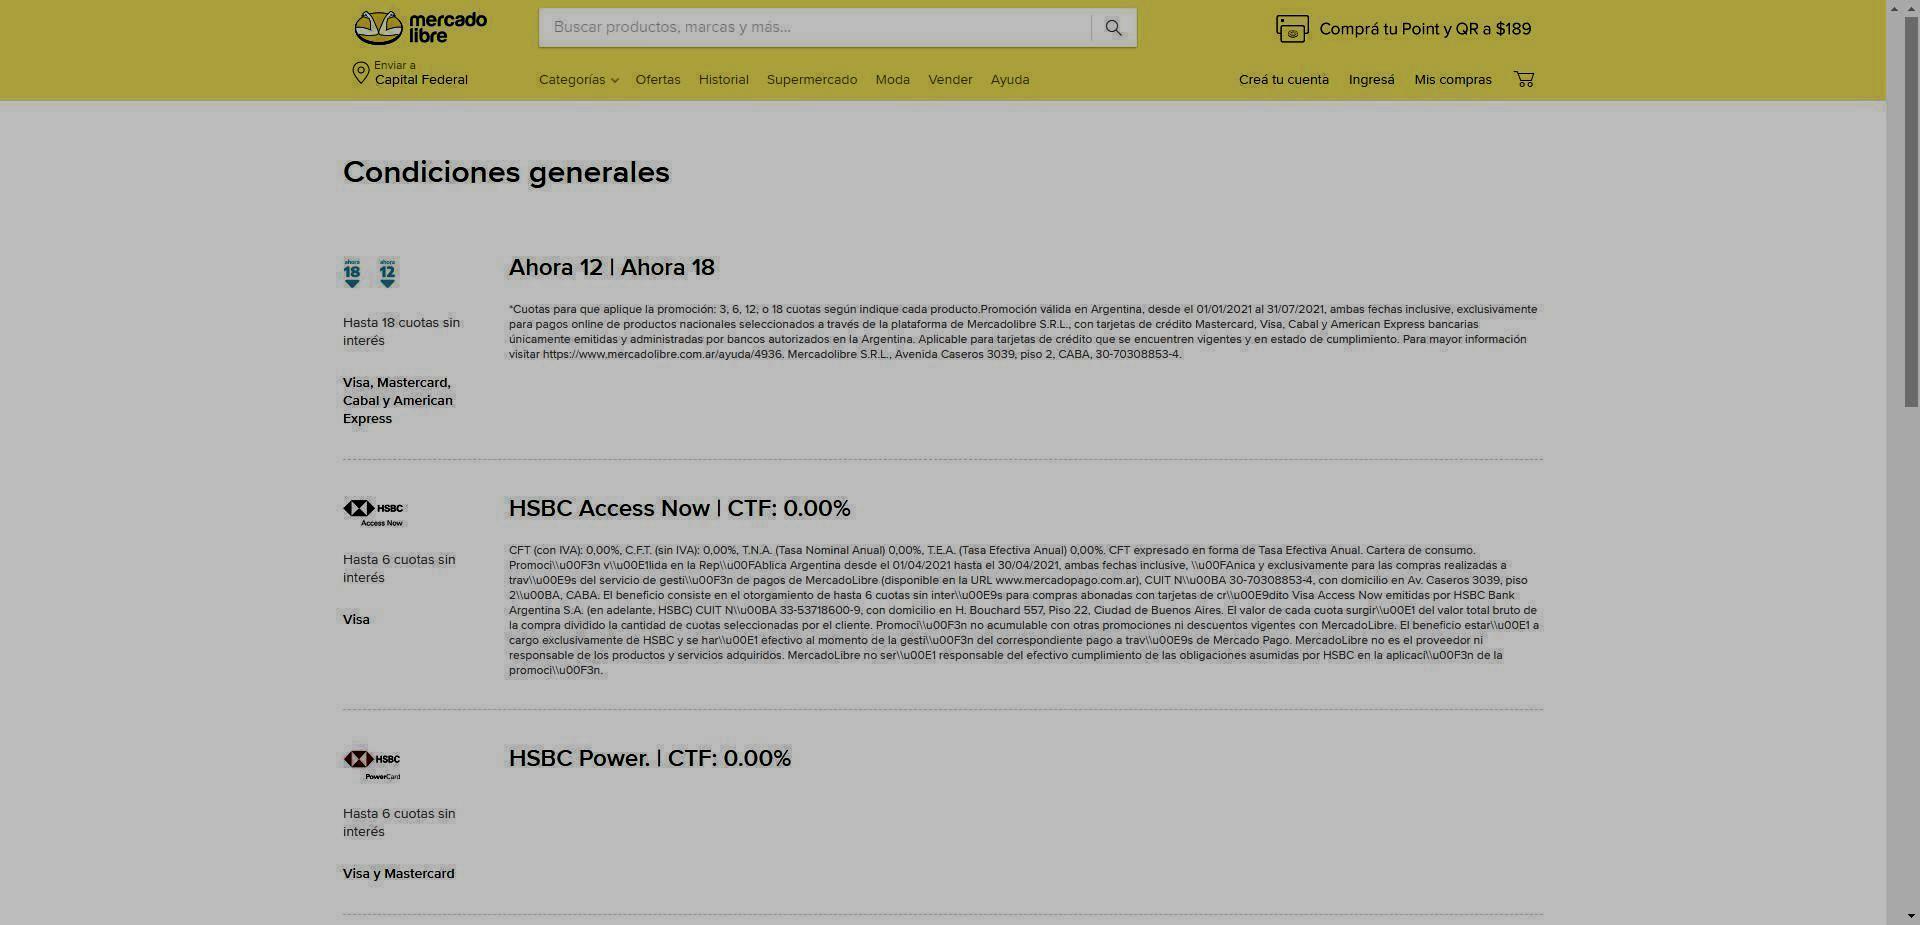 mercado
libre
Buscar productos, marcas y más...
Comprá tu Point y QR a $189
Enviar a
Capital Federal
Categorías Ofertas Historial Supermercado Moda Vender Ayuda
Creá tu cuenta Ingresá Mis compras
Condiciones generales
ahora
18
ahora
12
Hasta 18 cuotas sin
interés
Visa, Mastercard,
Cabal y American
Express
Ahora 12 | Ahora 18
*Cuotas para que aplique la promoción: 3, 6, 12, o 18 cuotas según indique cada producto.Promoción válida en Argentina, desde el 01/01/2021 al 31/07/2021, ambas fechas inclusive, exclusivamente
para pagos online de productos nacionales seleccionados a través de la plataforma de Mercadolibre S.R.L., con tarjetas de crédito Mastercard, Visa, Cabal y American Express bancarias
únicamente emitidas y administradas por bancos autorizados en la Argentina. Aplicable para tarjetas de crédito que se encuentren vigentes y en estado de cumplimiento. Para mayor información
visitar https://www.mercadolibre.com.ar/ayuda/4936. Mercadolibre S.R.L., Avenida Caseros 3039, piso 2, CABA, 30-70308853-4.
HSBC
Access Now
Hasta 6 cuotas sin
interés
Visa
HSBC Access Now | CTF: 0.00%
CFT (con IVA): 0,00%, C.F.T. (sin IVA): 0,00%, T.N.A. (Tasa Nominal Anual) 0,00%, T.E.A. (Tasa Efectiva Anual) 0,00%. CFT expresado en forma de Tasa Efectiva Anual. Cartera de consumo.
Promoci\\u00F3n v\\u00E1lida en la Rep\\u00FAblica Argentina desde el 01/04/2021 hasta el 30/04/2021, ambas fechas inclusive, \\u00FAnica y exclusivamente para las compras realizadas a
trav\\u00E9s del servicio de gesti\\u00F3n de pagos de MercadoLibre (disponible en la URL www.mercadopago.com.ar), CUIT N\\u00BA 30-70308853-4, con domicilio en Av. Caseros 3039, piso
2\\u00BA, CABA. El beneficio consiste en el otorgamiento de hasta 6 cuotas sin inter\\u00E9s para compras abonadas con tarjetas de cr\\u00E9dito Visa Access Now emitidas por HSBC Bank
Argentina S.A. (en adelante, HSBC) CUIT N\\u00BA 33-53718600-9, con domicilio en H. Bouchard 557, Piso 22, Ciudad de Buenos Aires. El valor de cada cuota surgir\\u00E1 del valor total bruto de
la compra dividido la cantidad de cuotas seleccionadas por el cliente. Promoci\\u00F3n no acumulable con otras promociones ni descuentos vigentes con MercadoLibre. El beneficio estar\\u00E1 a
cargo exclusivamente de HSBC y se har\\u00E1 efectivo al momento de la gesti\\u00F3n del correspondiente pago a trav\\u00E9s de Mercado Pago. MercadoLibre no es el proveedor ni
responsable de los productos y servicios adquiridos. MercadoLibre no ser\\u00E1 responsable del efectivo cumplimiento de las obligaciones asumidas por HSBC en la aplicaci\\u00F3n de la
promoci\\u00F3n.
HSBC
PowerCard
Hasta 6 cuotas sin
interés
Visa y Mastercard
HSBC Power. | CTF: 0.00%